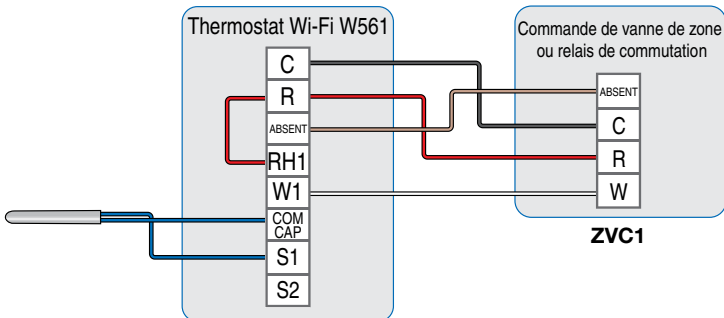 Thermostat Wi-Fi W561
C
R
ABSENT
RH1
W1
COM
CAP
S1
S2
Commande de vanne de zone
ou relais de commutation
ABSENT
C
R
W
ZVC1